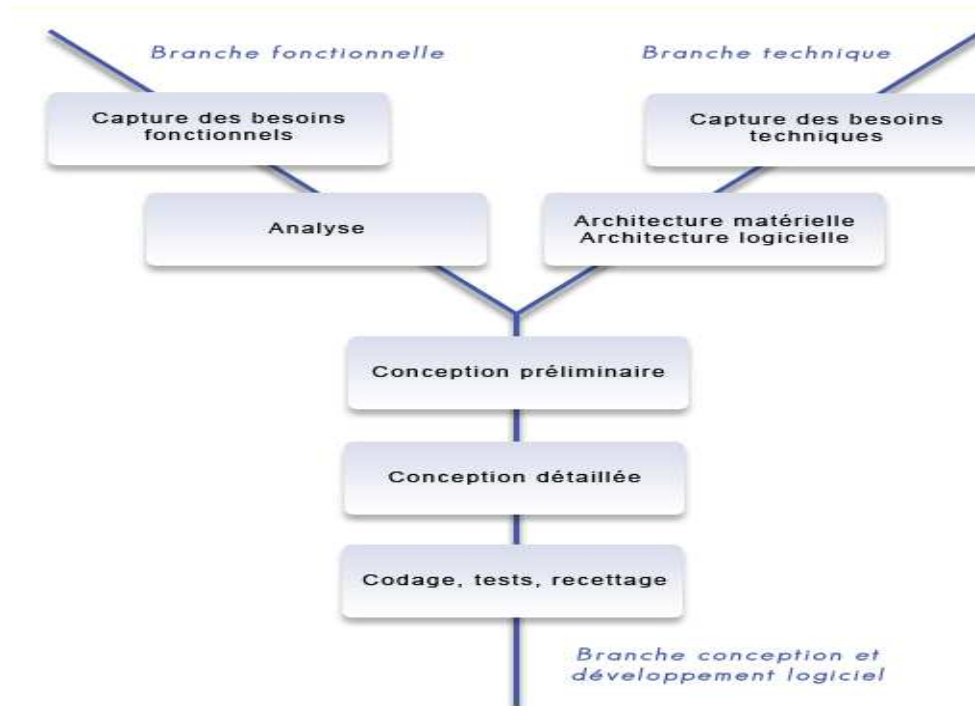 Branche fonctionnelle
Branche technique
Capture des besoins
fonctionnels
Capture des besoins
techniques
Analyse
Architecture matérielle
Architecture logicielle
Conception préliminaire
Conception détaillée
Codage, tests, recettage
Branche conception et
développement logiciel